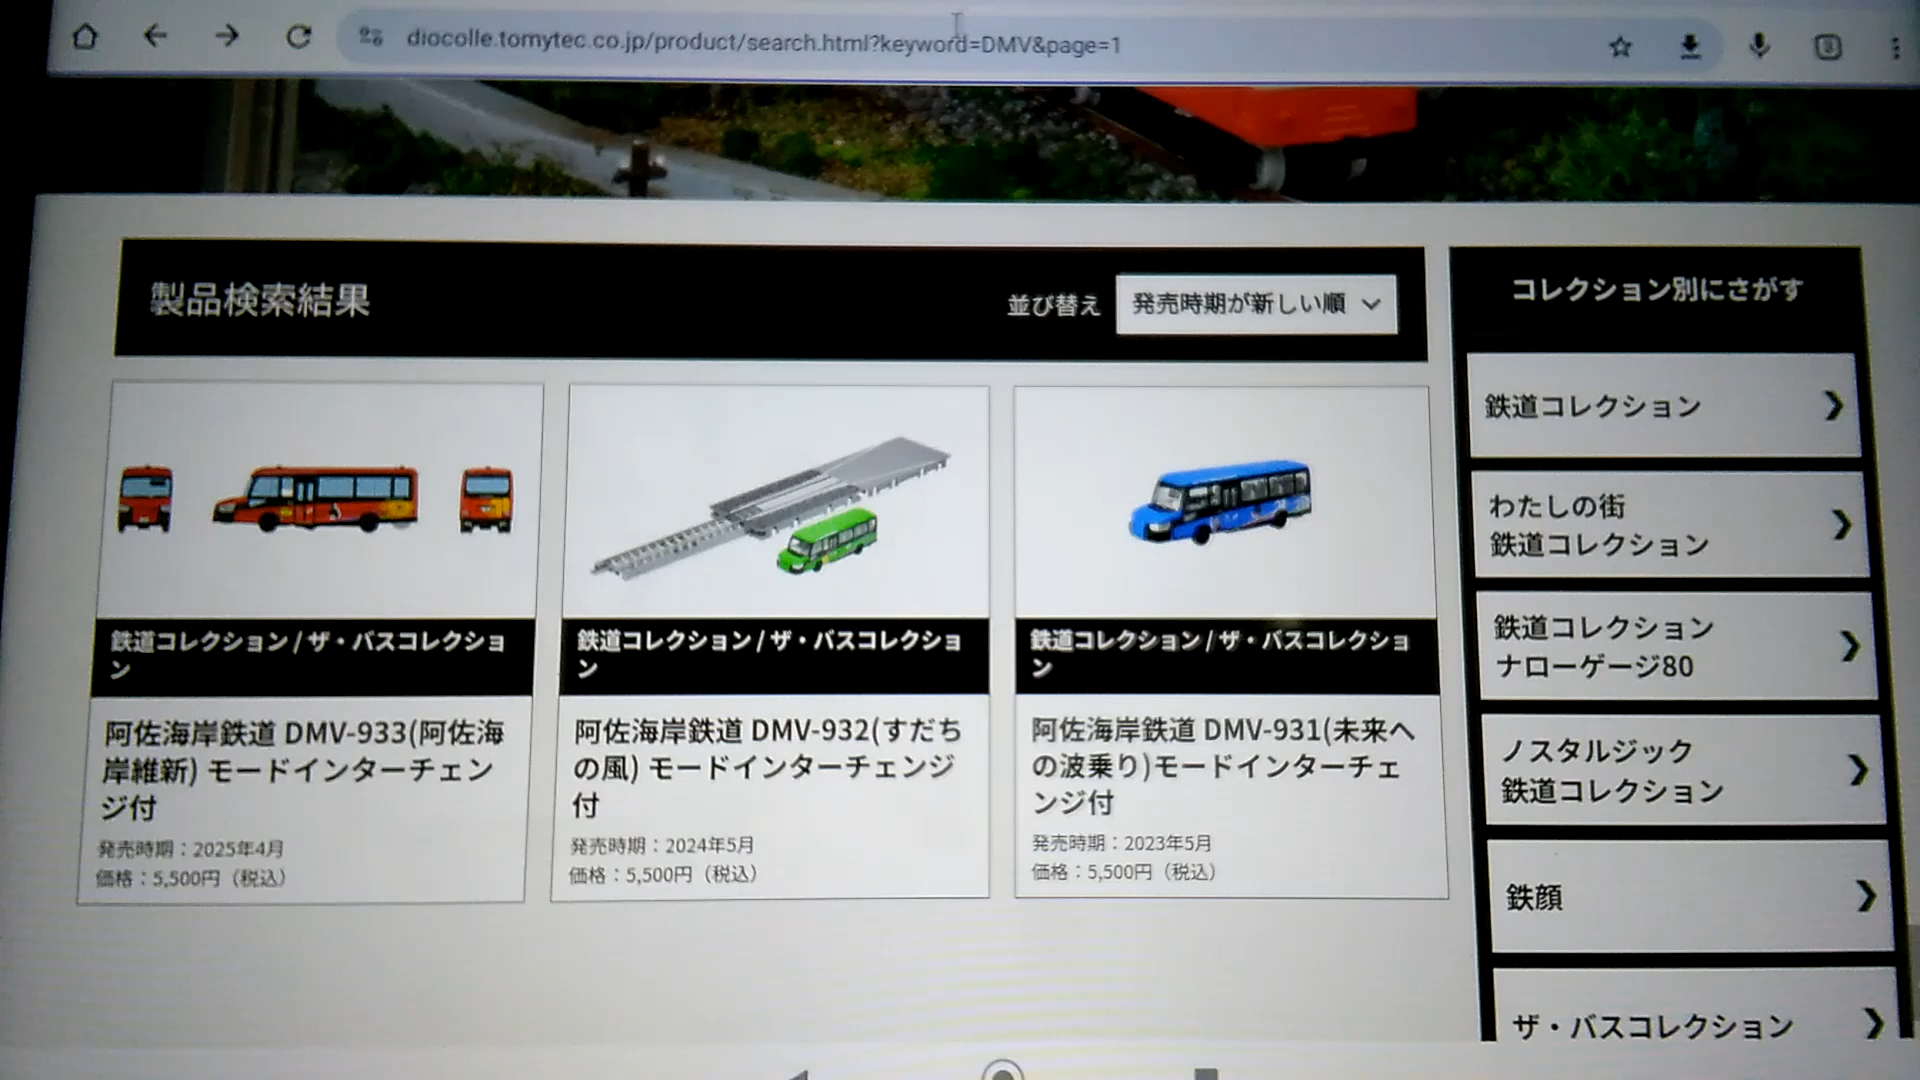 diocolle.tomytec.co.jp/product/search.html?keyword=DMV&page=1
製品検索結果
並び替え
発売時期が新しい順
鉄道コレクション / ザ・バスコレクショ
ン
阿佐海岸鉄道 DMV-933(阿佐海
岸維新) モードインターチェン
ジ付
発売時期：2025年4月
価格：5,500円（税込）
鉄道コレクション / ザ・バスコレクショ
ン
阿佐海岸鉄道 DMV-932(すだち
の風) モードインターチェンジ
付
発売時期：2024年5月
価格：5,500円（税込）
鉄道コレクション / ザ・バスコレクショ
ン
阿佐海岸鉄道 DMV-931(未来へ
の波乗り)モードインターチェ
ンジ付
発売時期：2023年5月
価格：5,500円（税込）
コレクション別にさがす
鉄道コレクション
わたしの街
鉄道コレクション
鉄道コレクション
ナローゲージ80
ノスタルジック
鉄道コレクション
鉄顔
ザ・バスコレクション